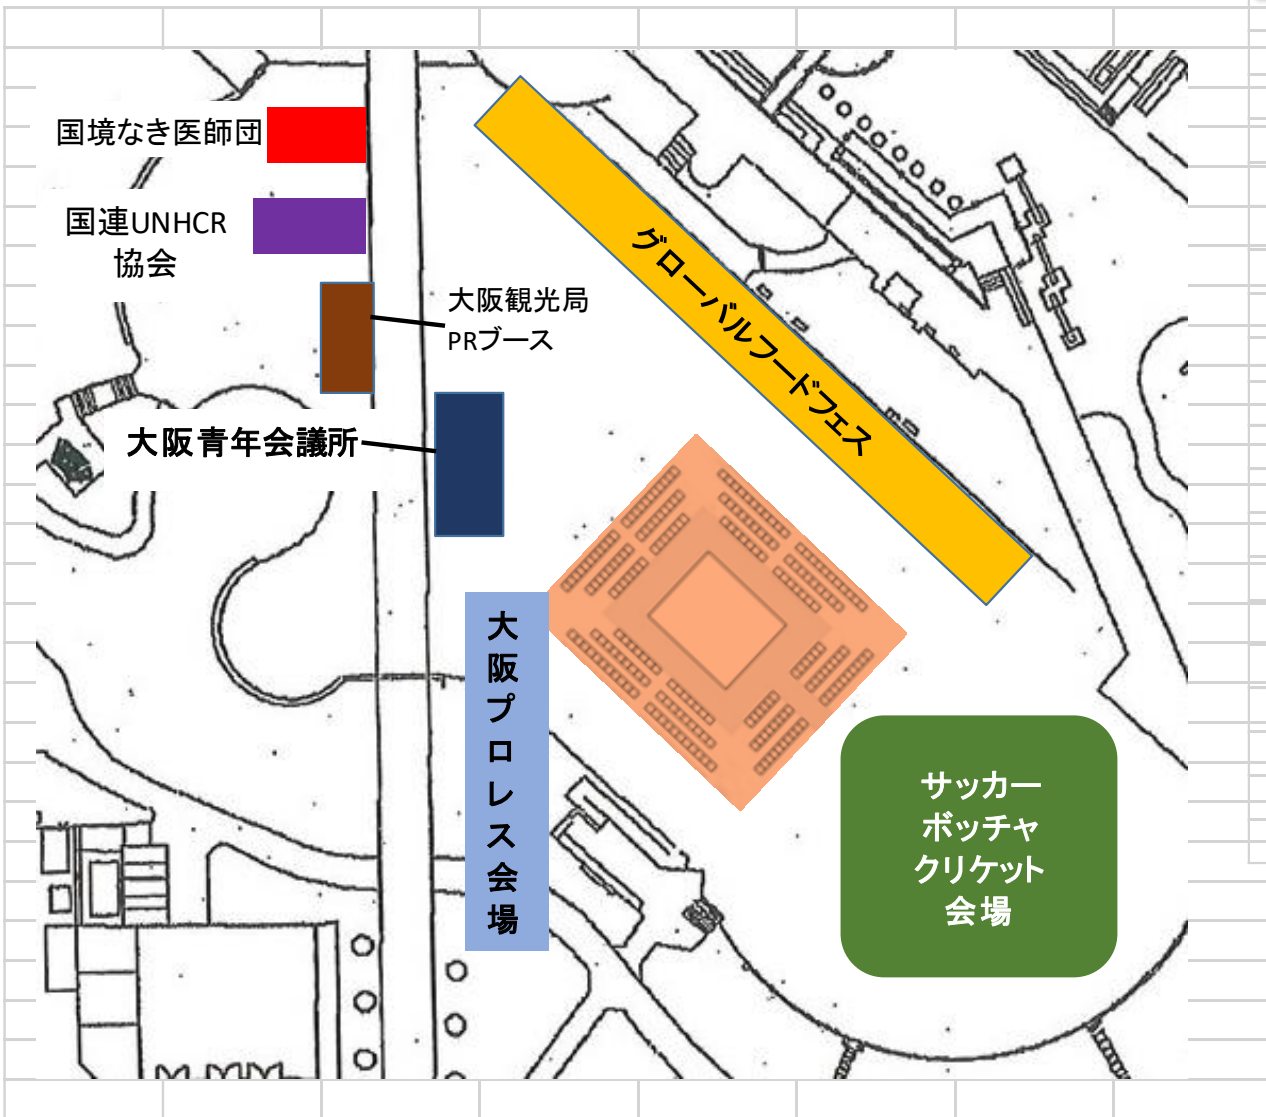 国境なき医師団
国連UNHCR
協会
大阪観光局
PRブース
グローバルフードフェス
大阪青年会議所
大阪プロレス会場
サッカー
ボッチャ
クリケット
会場